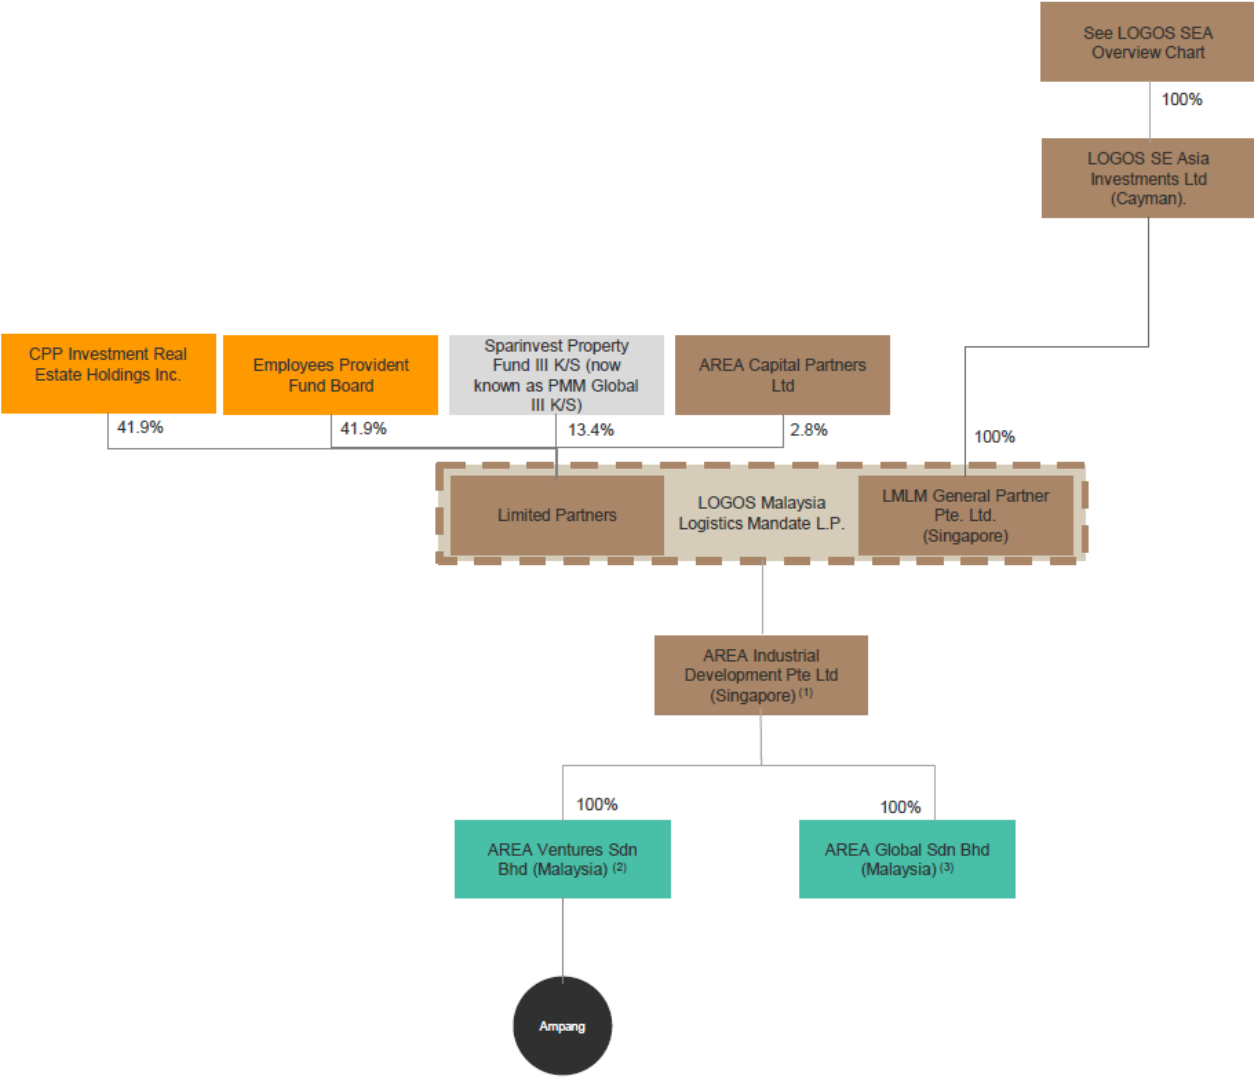 See LOGOS SEA
Overview Chart
100%
LOGOS SE Asia
Investments Ltd
(Cayman).
CPP Investment Real
Estate Holdings Inc.
Employees Provident
Fund Board
Sparinvest Property
Fund III K/S (now
known as PMM Global
III K/S)
AREA Capital Partners
Ltd
41.9%
41.9%
13.4%
2.8%
100%
Limited Partners
LOGOS Malaysia
Logistics Mandate L.P.
LMLM General Partner
Pte. Ltd.
(Singapore)
AREA Industrial
Development Pte Ltd
(Singapore) (1)
100%
100%
AREA Ventures Sdn
Bhd (Malaysia) (2)
AREA Global Sdn Bhd
(Malaysia) (3)
Ampang